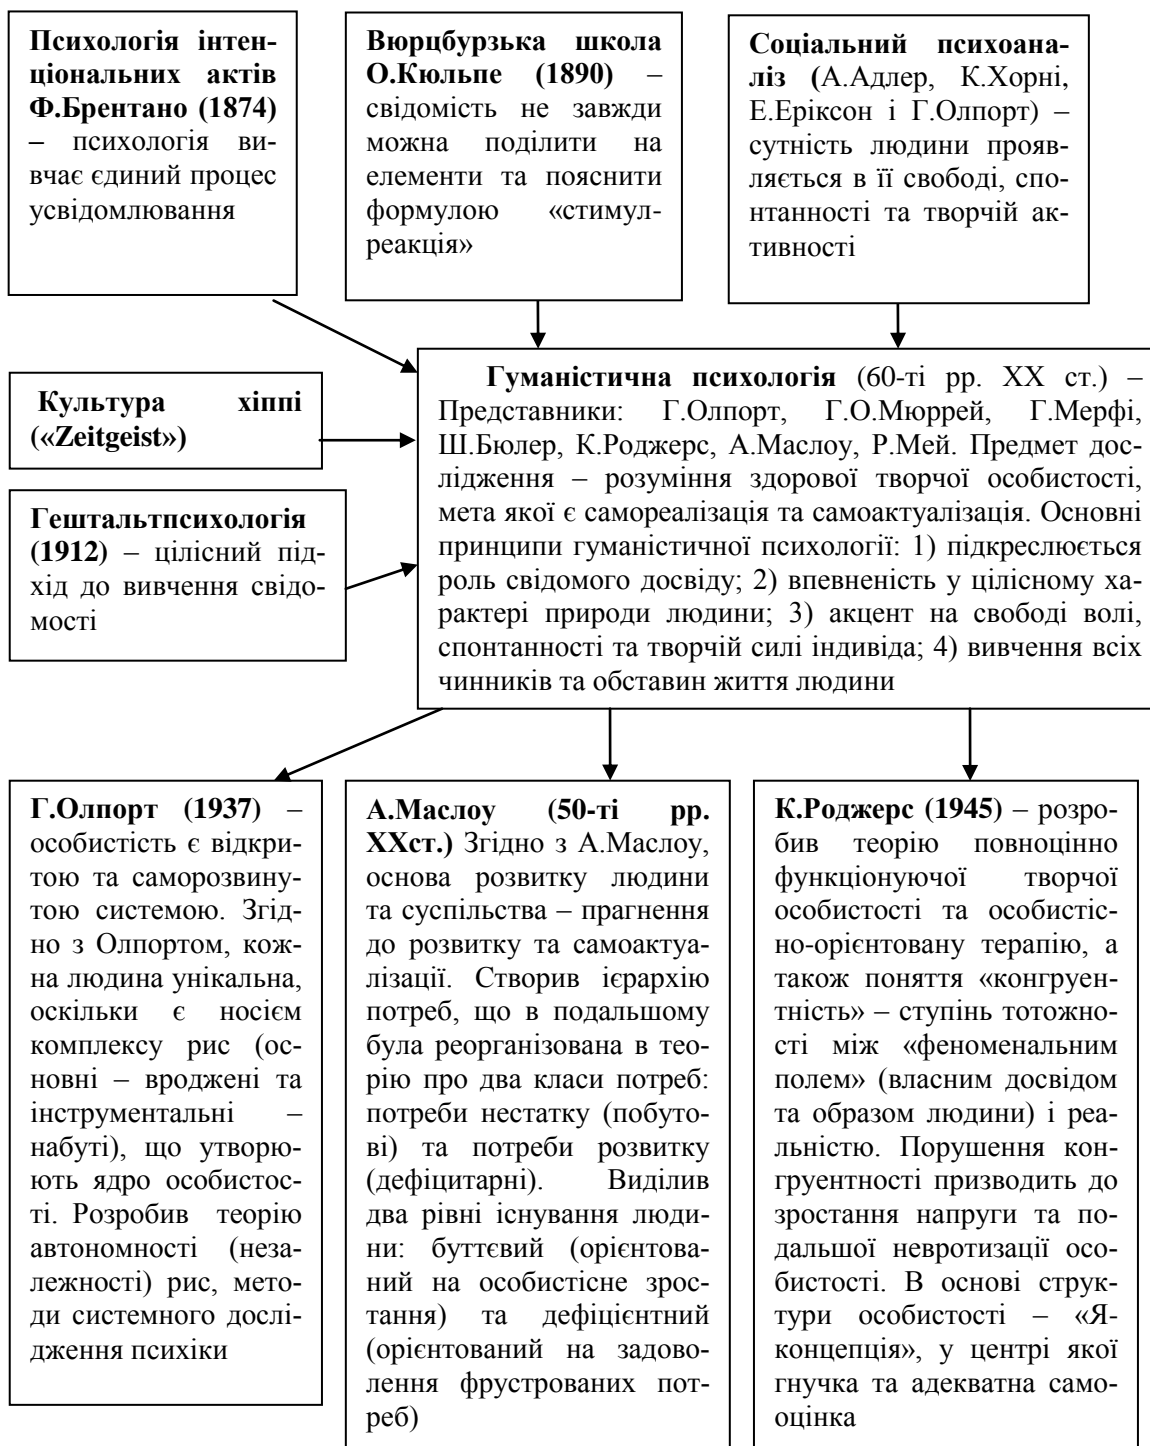 Психологія інтен-
ціональних актів
Ф.Брентано (1874)
– психологія ви-
вчає єдиний процес
усвідомлювання
Вюрцбурзька школа
О.Кюльпе (1890) –
свідомість не завжди
можна поділити на
елементи та пояснити
формулою «стимул-
реакція»
Соціальний психоана-
ліз (А.Адлер, К.Хорні,
Е.Еріксон і Г.Олпорт) –
сутність людини прояв-
ляється в її свободі, спо-
нтанності та творчій ак-
тивності
Культура хіппі
(«Zeitgeist»)
Гештальтпсихологія
(1912) – цілісний під-
хід до вивчення свідо-
мості
Гуманістична психологія (60-ті рр. ХХ ст.) –
Представники: Г.Олпорт, Г.О.Мюррей, Г.Мерфі,
Ш.Бюлер, К.Роджерс, А.Маслоу, Р.Мей. Предмет дос-
лідження – розуміння здорової творчої особистості,
мета якої є самореалізація та самоактуалізація. Основні
принципи гуманістичної психології: 1) підкреслюється
роль свідомого досвіду; 2) впевненість у цілісному ха-
рактері природи людини; 3) акцент на свободі волі,
спонтанності та творчій силі індивіда; 4) вивчення всіх
чинників та обставин життя людини
Г.Олпорт (1937) –
особистість є відкри-
тою та саморозвину-
тою системою. Згід-
но з Олпортом, кож-
на людина унікальна,
оскільки є носієм
комплексу рис (ос-
новні – вроджені та
інструментальні –
набуті), що утворю-
ють ядро особистос-
ті. Розробив теорію
автономності (неза-
лежності) рис, мето-
ди системного дослі-
дження психіки
А.Маслоу (50-ті рр.
ХХст.) Згідно з А.Маслоу,
основа розвитку людини
та суспільства – прагнення
до розвитку та самоактуа-
лізації. Створив ієрархію
потреб, що в подальшому
була реорганізована в тео-
рію про два класи потреб:
потреби нестатку (побуто-
ві) та потреби розвитку
(дефіцитарні). Виділив
два рівні існування люди-
ни: буттєвий (орієнтова-
ний на особистісне зрос-
тання) та дефіцієнтний
(орієнтований на задово-
лення фрустрованих пот-
реб)
К.Роджерс (1945) – розро-
бив теорію повноцінно
функціонуючої творчої
особистості та особистіс-
но-орієнтовану терапію, а
також поняття «конгруен-
тність» – ступінь тотожно-
сті між «феноменальним
полем» (власним досвідом
та образом людини) і реа-
льністю. Порушення кон-
груентності призводить до
зростання напруги та по-
дальшої невротизації осо-
бистості. В основі струк-
тури особистості – «Я-
концепція», у центрі якої
гнучка та адекватна само-
оцінка